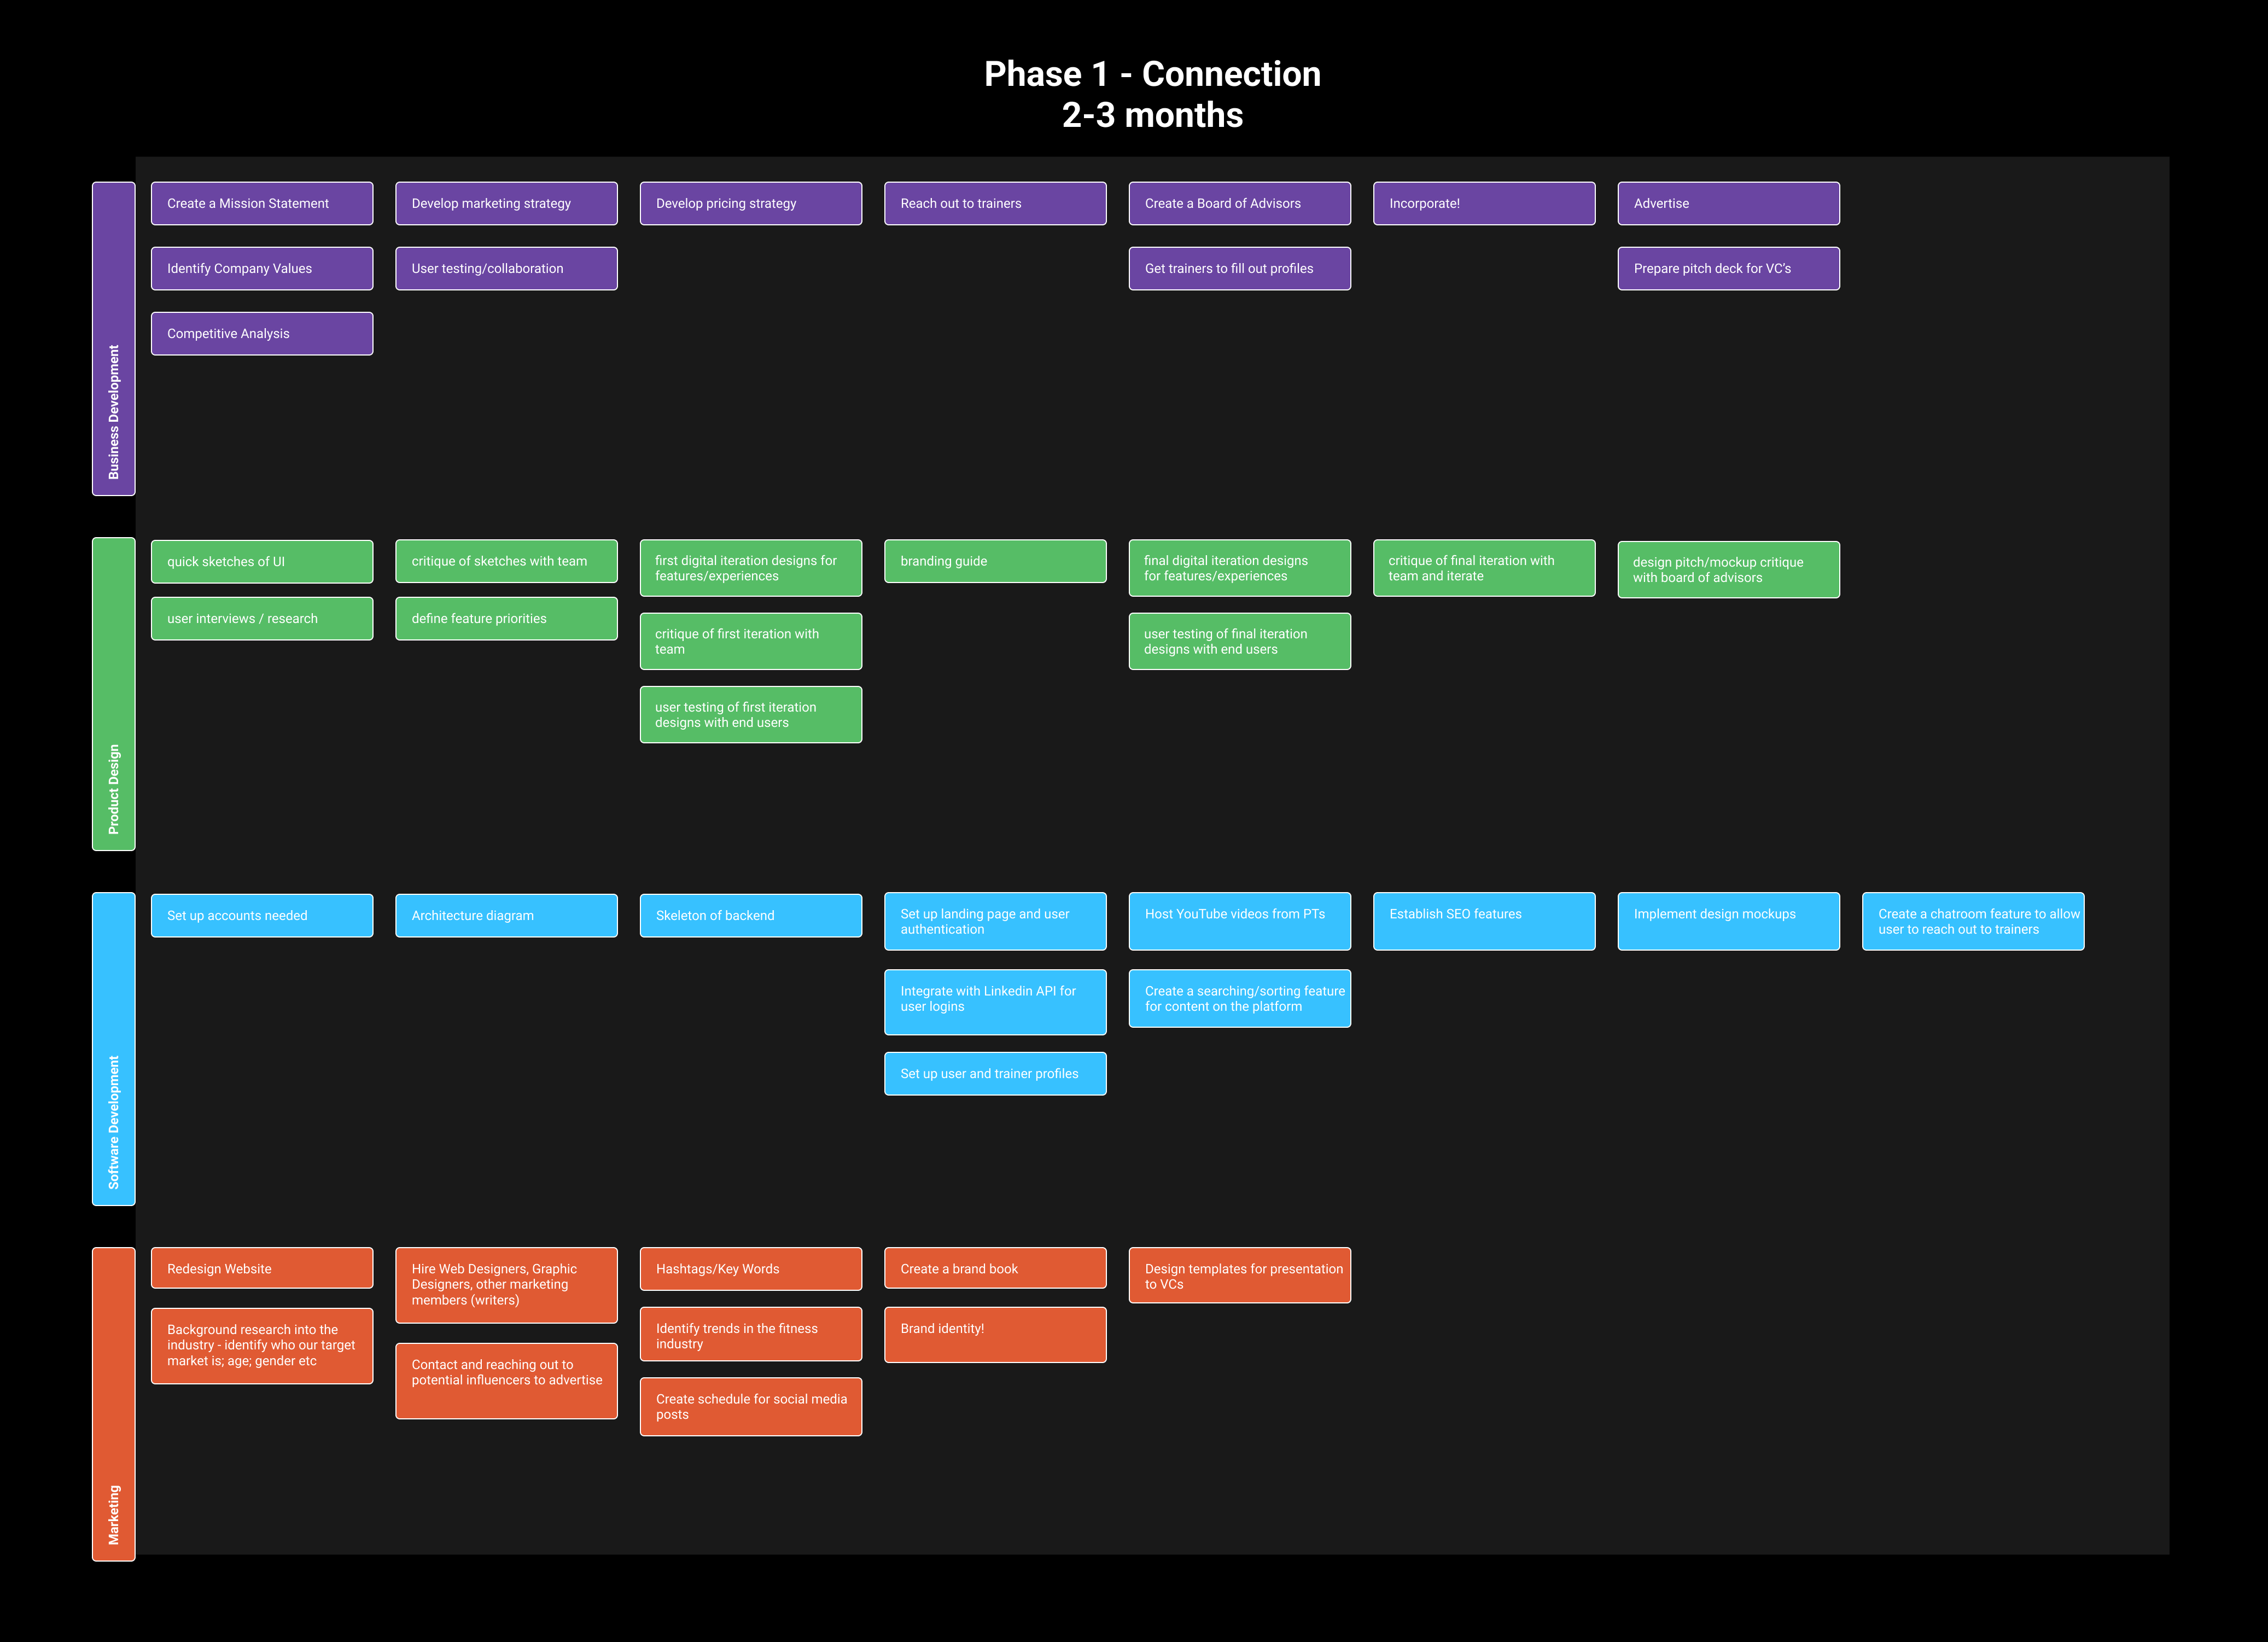 Phase 1 - Connection
2-3 months
Business Development
Create a Mission Statement
Develop marketing strategy
Develop pricing strategy
Reach out to trainers
Create a Board of Advisors
Incorporate!
Advertise
Identify Company Values
User testing/collaboration
Get trainers to fill out profiles
Prepare pitch deck for VC’s
Competitive Analysis
Product Design
quick sketches of UI
critique of sketches with team
first digital iteration designs for
features/experiences
branding guide
final digital iteration designs
for features/experiences
critique of final iteration with
team and iterate
design pitch/mockup critique
with board of advisors
user interviews / research
define feature priorities
critique of first iteration with
team
user testing of final iteration
designs with end users
user testing of first iteration
designs with end users
Software Development
Set up accounts needed
Architecture diagram
Skeleton of backend
Set up landing page and user
authentication
Host YouTube videos from PTs
Establish SEO features
Implement design mockups
Create a chatroom feature to allow
user to reach out to trainers
Integrate with Linkedin API for
user logins
Create a searching/sorting feature
for content on the platform
Set up user and trainer profiles
Marketing
Redesign Website
Hire Web Designers, Graphic
Designers, other marketing
members (writers)
Hashtags/Key Words
Create a brand book
Design templates for presentation
to VCs
Background research into the
industry - identify who our target
market is; age; gender etc
Contact and reaching out to
potential influencers to advertise
Identify trends in the fitness
industry
Brand identity!
Create schedule for social media
posts